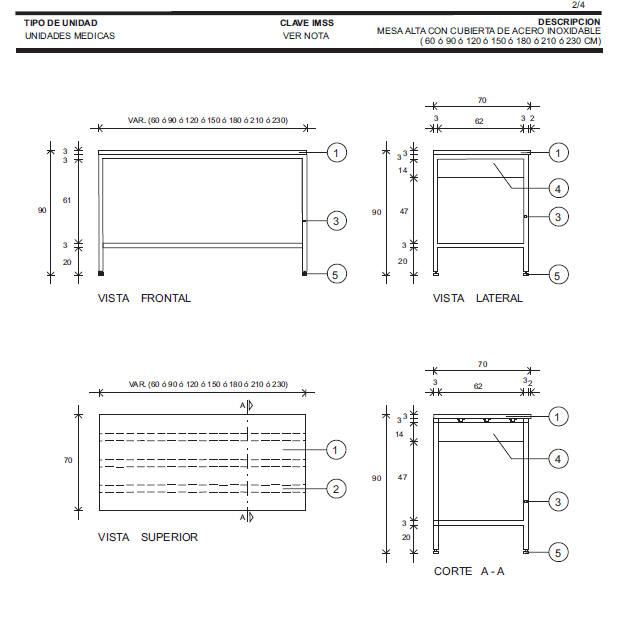 2/4
TIPO DE UNIDAD CLAVE IMSS DESCRIPCION
UNIDADES MEDICAS VER NOTA MESA ALTA CON CUBIERTA DE ACERO INOXIDABLE
( 60 ó 90 ó 120 ó 150 ó 180 ó 210 ó 230 CM)
VAR. (60 ó 90 ó 120 ó 150 ó 180 ó 210 ó 230)
3
3
61
90
3
20
1
3
5
VISTA FRONTAL
70
3 62 3 2
3
3
14
90
47
3
20
1
4
3
5
VISTA LATERAL
VAR. (60 ó 90 ó 120 ó 150 ó 180 ó 210 ó 230)
A
70
1
2
A
VISTA SUPERIOR
70
3 62 3 2
3
3
14
90
47
3
20
1
4
3
5
CORTE A - A